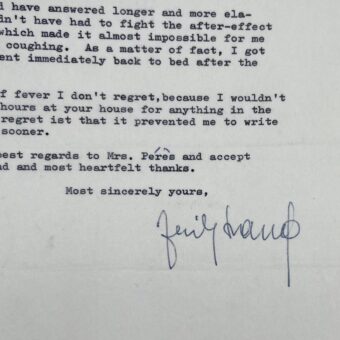 d have answered longer and more ela-
dn't have had to fight the after-effect
which made it almost impossible for me
coughing. As a matter of fact, I got
ent immediately back to bed after the
f fever I don't regret,because I wouldn't
hours at your house for anything in the
regret ist that it prevented me to write
sooner.
best regards to Mrs. Pérès and accept
nd and most heartfelt thanks.
Most sincerely yours,